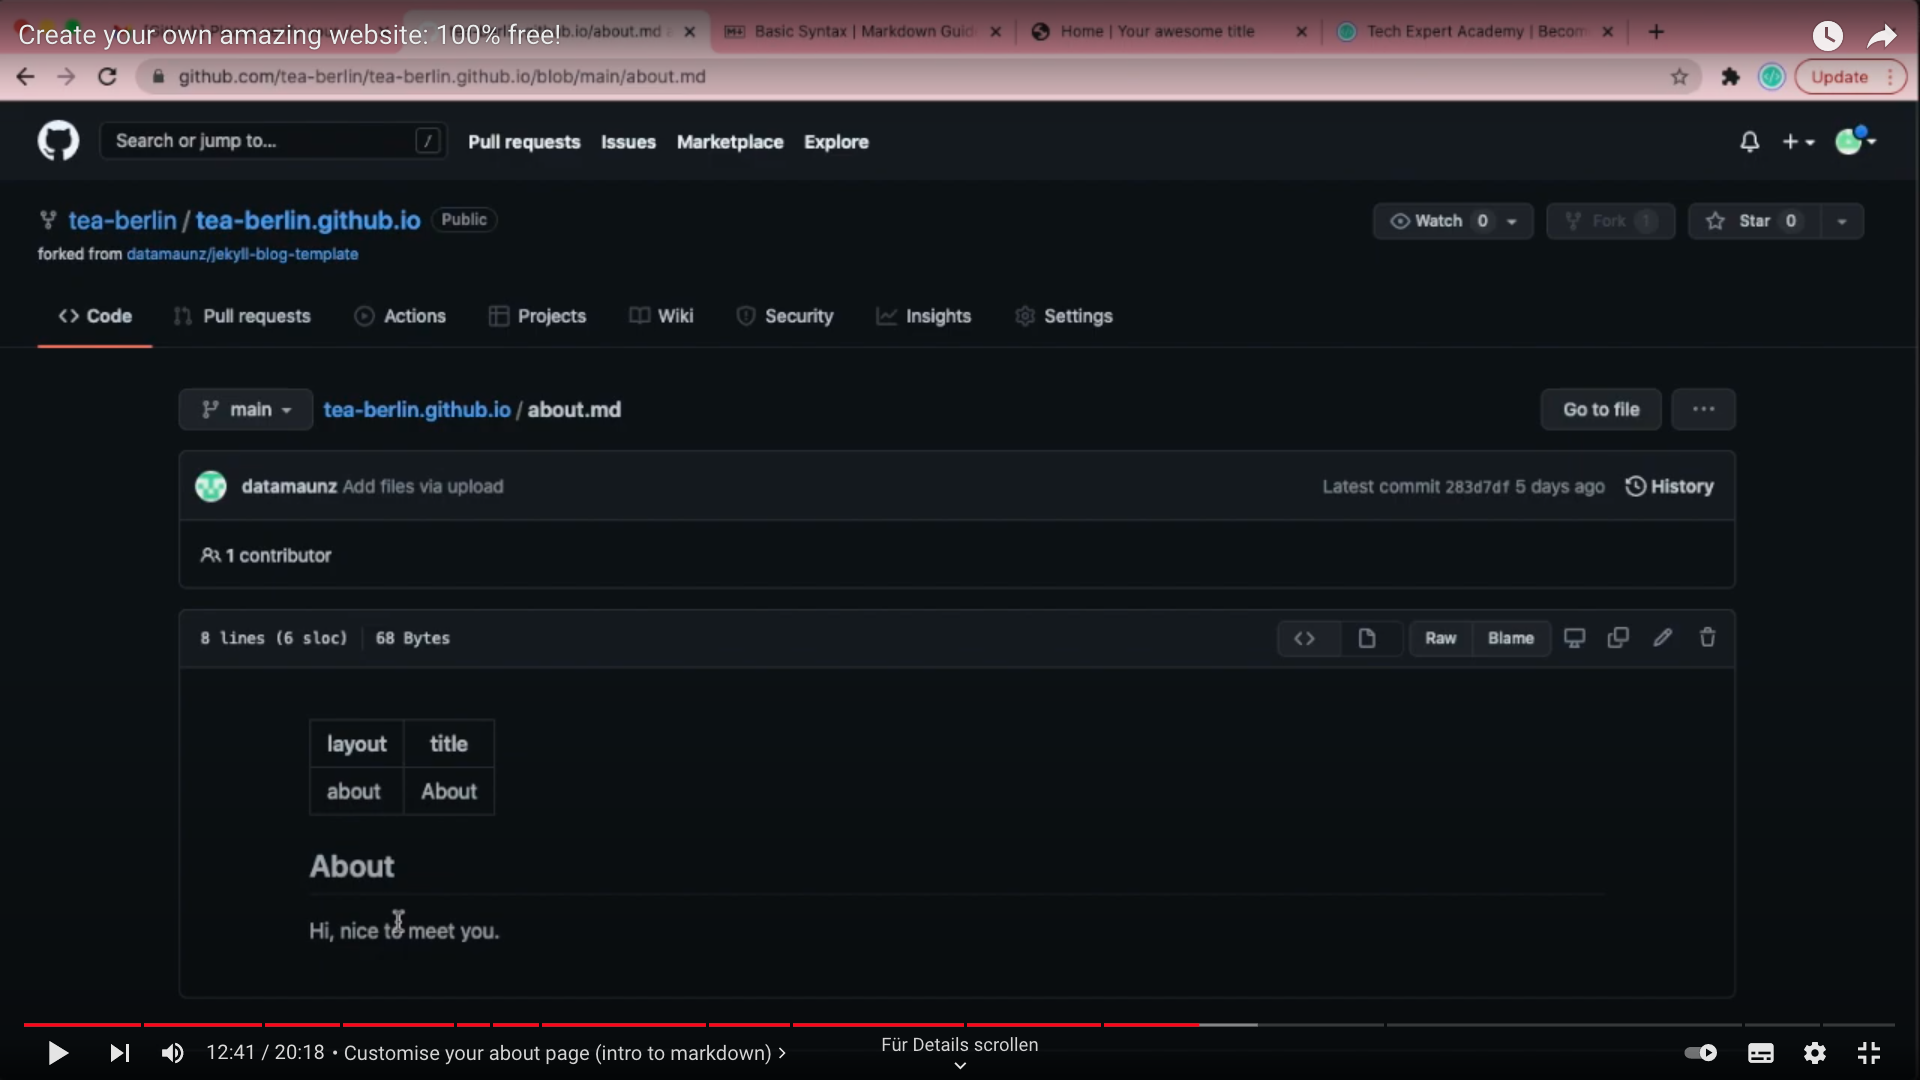 Create your own amazing website: 100% free!
b.io/about.md
Basic Syntax | Markdown Guid
Home | Your awesome title
Tech Expert Academy | Becom
github.com/tea-berlin/tea-berlin.github.io/blob/main/about.md
Update
Search or jump to... /
Pull requests Issues Marketplace Explore
tea-berlin / tea-berlin.github.io Public
Watch 0 Fork 1 Star 0
forked from datamaunz/jekyll-blog-template
<> Code Pull requests Actions Projects Wiki Security Insights Settings
main tea-berlin.github.io / about.md Go to file ...
datamaunz Add files via upload Latest commit 283d7df 5 days ago History
1 contributor
8 lines (6 sloc) 68 Bytes <> Raw Blame
layout title
about About
About
Hi, nice to meet you.
12:41 / 20:18 • Customise your about page (intro to markdown) >
Für Details scrollen